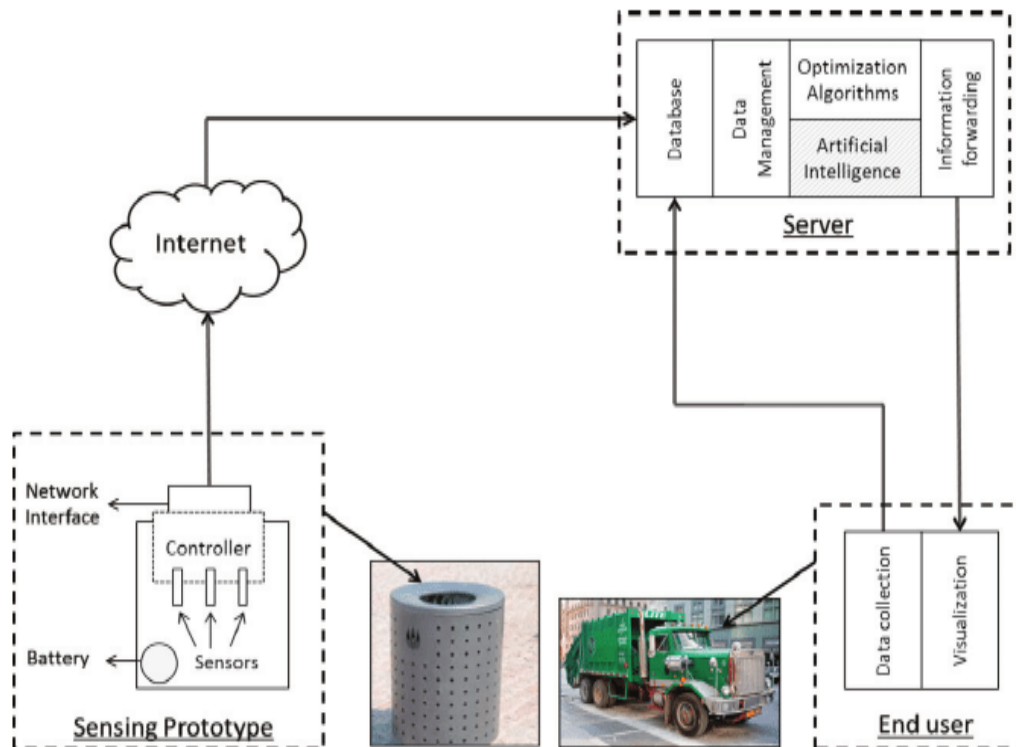 Internet
Database
Data
Management
Optimization
Algorithms
Artificial
Intelligence
Information
forwarding
Server
Network
Interface
Controller
Sensors
Battery
Sensing Prototype
Data collection
Visualization
End user